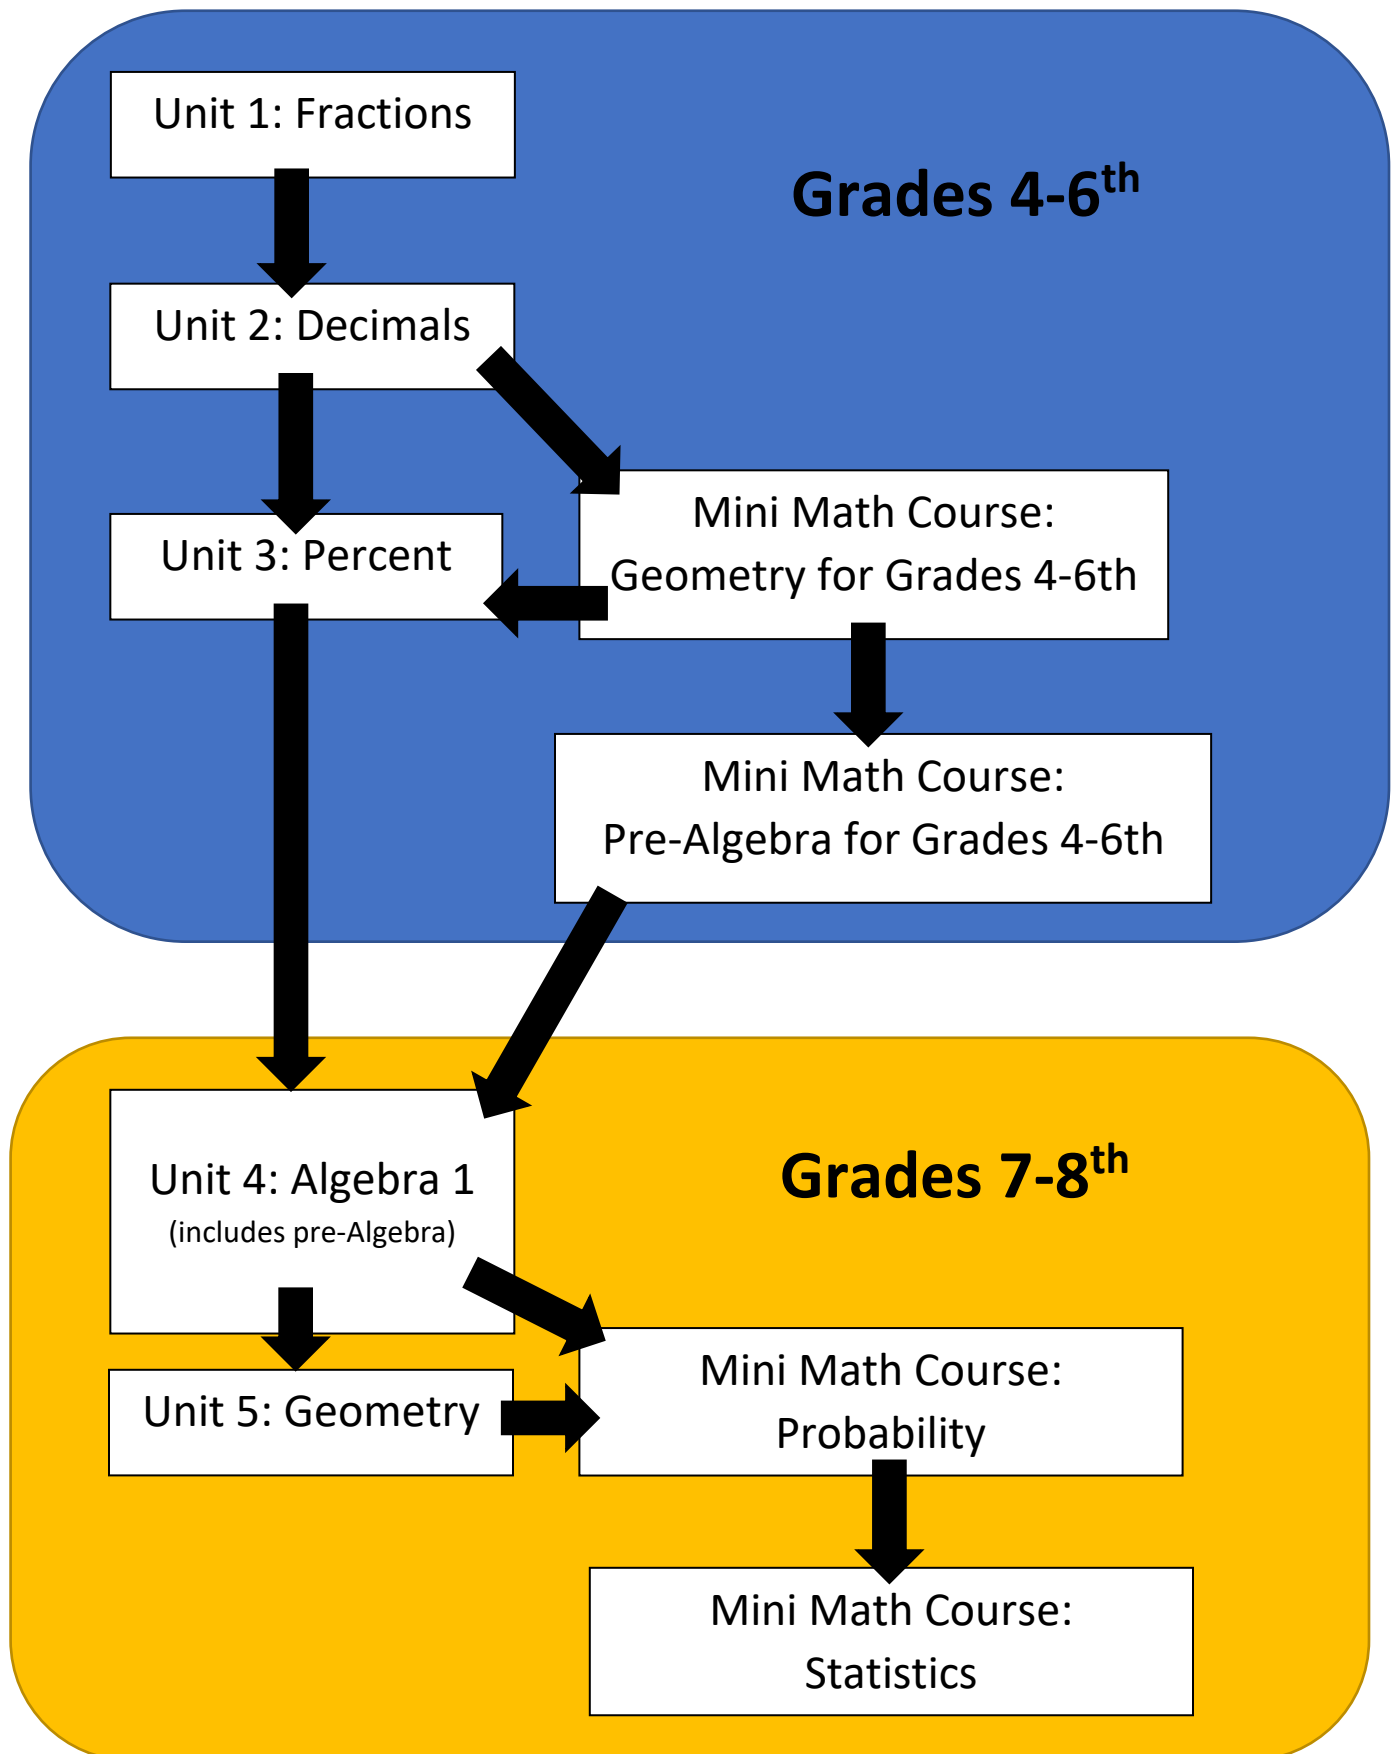 Unit 1: Fractions
Grades 4-6th
Unit 2: Decimals
Mini Math Course:
Geometry for Grades 4-6th
Unit 3: Percent
Mini Math Course:
Pre-Algebra for Grades 4-6th
Unit 4: Algebra 1
(includes pre-Algebra)
Grades 7-8th
Mini Math Course:
Probability
Unit 5: Geometry
Mini Math Course:
Statistics